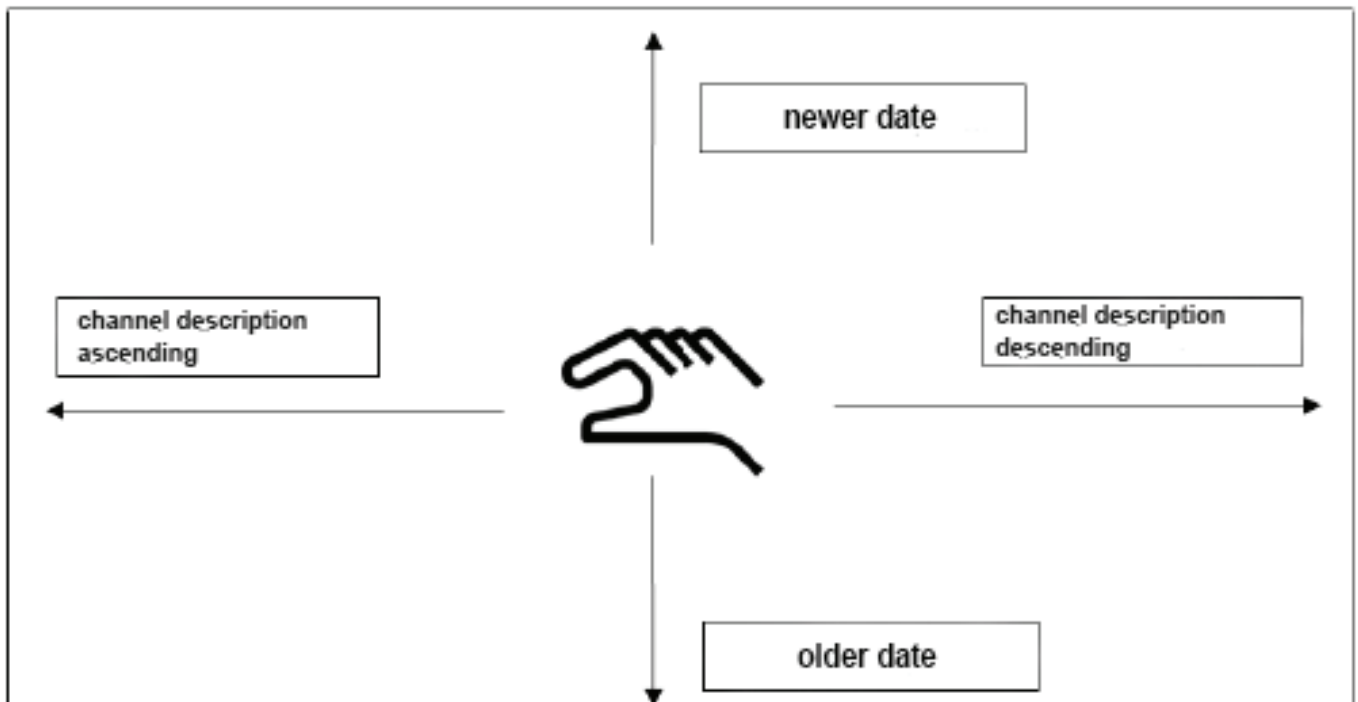 newer date
channel description
ascending
channel description
descending
older date